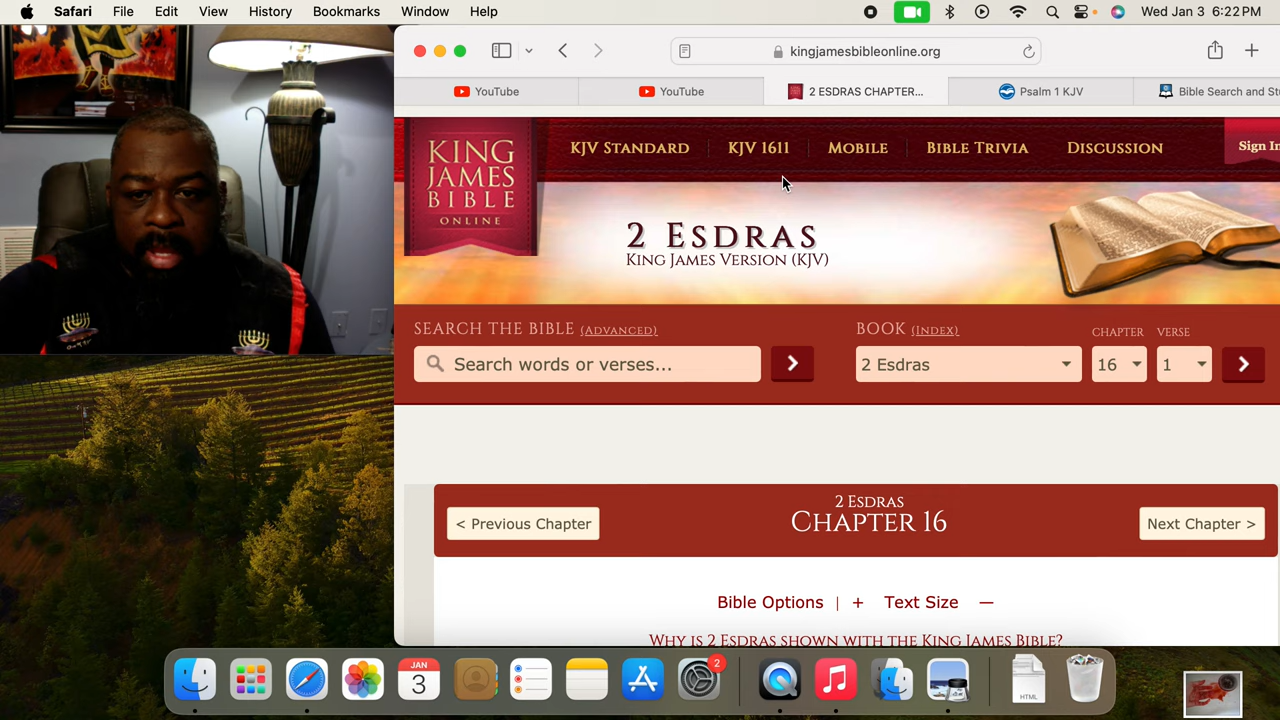 Safari File Edit View History Bookmarks Window Help Wed Jan 3 6:22 PM
kingjamesbibleonline.org
YouTube YouTube 2 ESDRAS CHAPTER... Psalm 1 KJV Bible Search and Stu
KING JAMES BIBLE ONLINE
KJV STANDARD KJV 1611 MOBILE BIBLE TRIVIA DISCUSSION Sign In
2 ESDRAS
KING JAMES VERSION (KJV)
SEARCH THE BIBLE (ADVANCED) BOOK (INDEX) CHAPTER VERSE
Search words or verses... > 2 Esdras 16 1 >
2 ESDRAS
< Previous Chapter CHAPTER 16 Next Chapter >
Bible Options | + Text Size —
WHY IS 2 ESDRAS SHOWN WITH THE KING JAMES BIBLE?
JAN
3
2
HTML